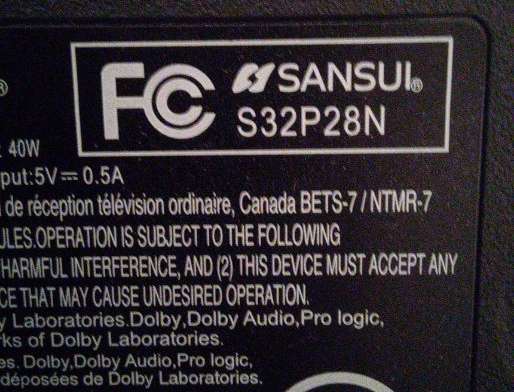 FC SANSUI®
S32P28N
®
: 40W
put:5V⎓0.5A
de réception télévision ordinaire, Canada BETS-7 / NTMR-7
ULES.OPERATION IS SUBJECT TO THE FOLLOWING
HARMFUL INTERFERENCE, AND (2) THIS DEVICE MUST ACCEPT ANY
CE THAT MAY CAUSE UNDESIRED OPERATION.
y Laboratories.Dolby,Dolby Audio,Pro logic,
rks of Dolby Laboratories.
es. Dolby,Dolby Audio,Pro logic,
déposées de Dolby Laboratories.